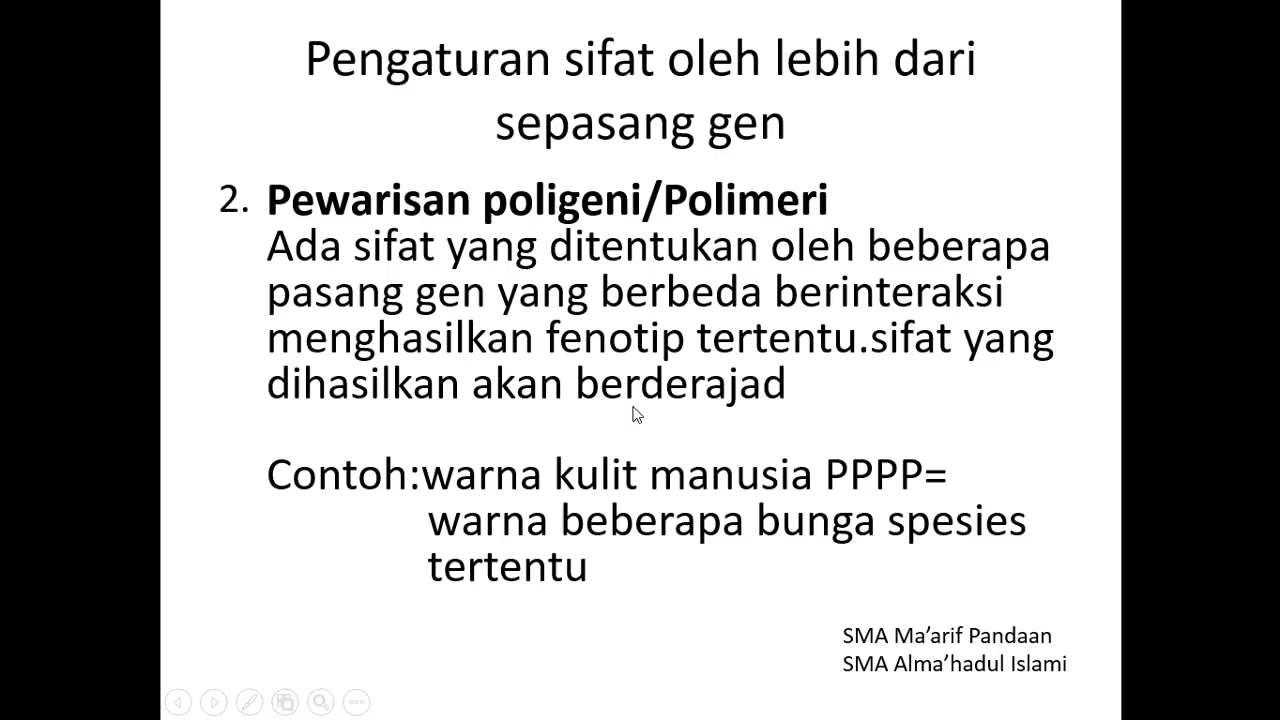 Pengaturan sifat oleh lebih dari
sepasang gen
2. Pewarisan poligeni/Polimeri
Ada sifat yang ditentukan oleh beberapa
pasang gen yang berbeda berinteraksi
menghasilkan fenotip tertentu.sifat yang
dihasilkan akan berderajad
Contoh:warna kulit manusia PPPP=
warna beberapa bunga spesies
tertentu
SMA Ma’arif Pandaan
SMA Alma’hadul Islami